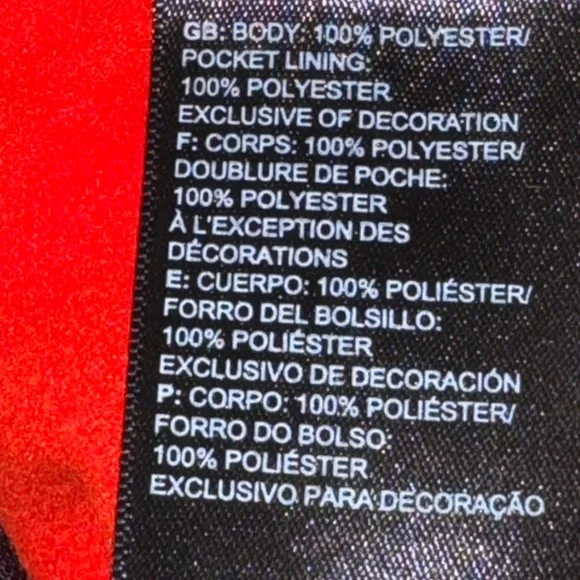 GB: BODY: 100% POLYESTER/
POCKET LINING:
100% POLYESTER
EXCLUSIVE OF DECORATION
F: CORPS: 100% POLYESTER/
DOUBLURE DE POCHE:
100% POLYESTER
À L'EXCEPTION DES
DÉCORATIONS
E: CUERPO: 100% POLIÉSTER/
FORRO DEL BOLSILLO:
100% POLIÉSTER
EXCLUSIVO DE DECORACIÓN
P: CORPO: 100% POLIÉSTER/
FORRO DO BOLSO:
100% POLIÉSTER
EXCLUSIVO PARA DECORAÇÃO